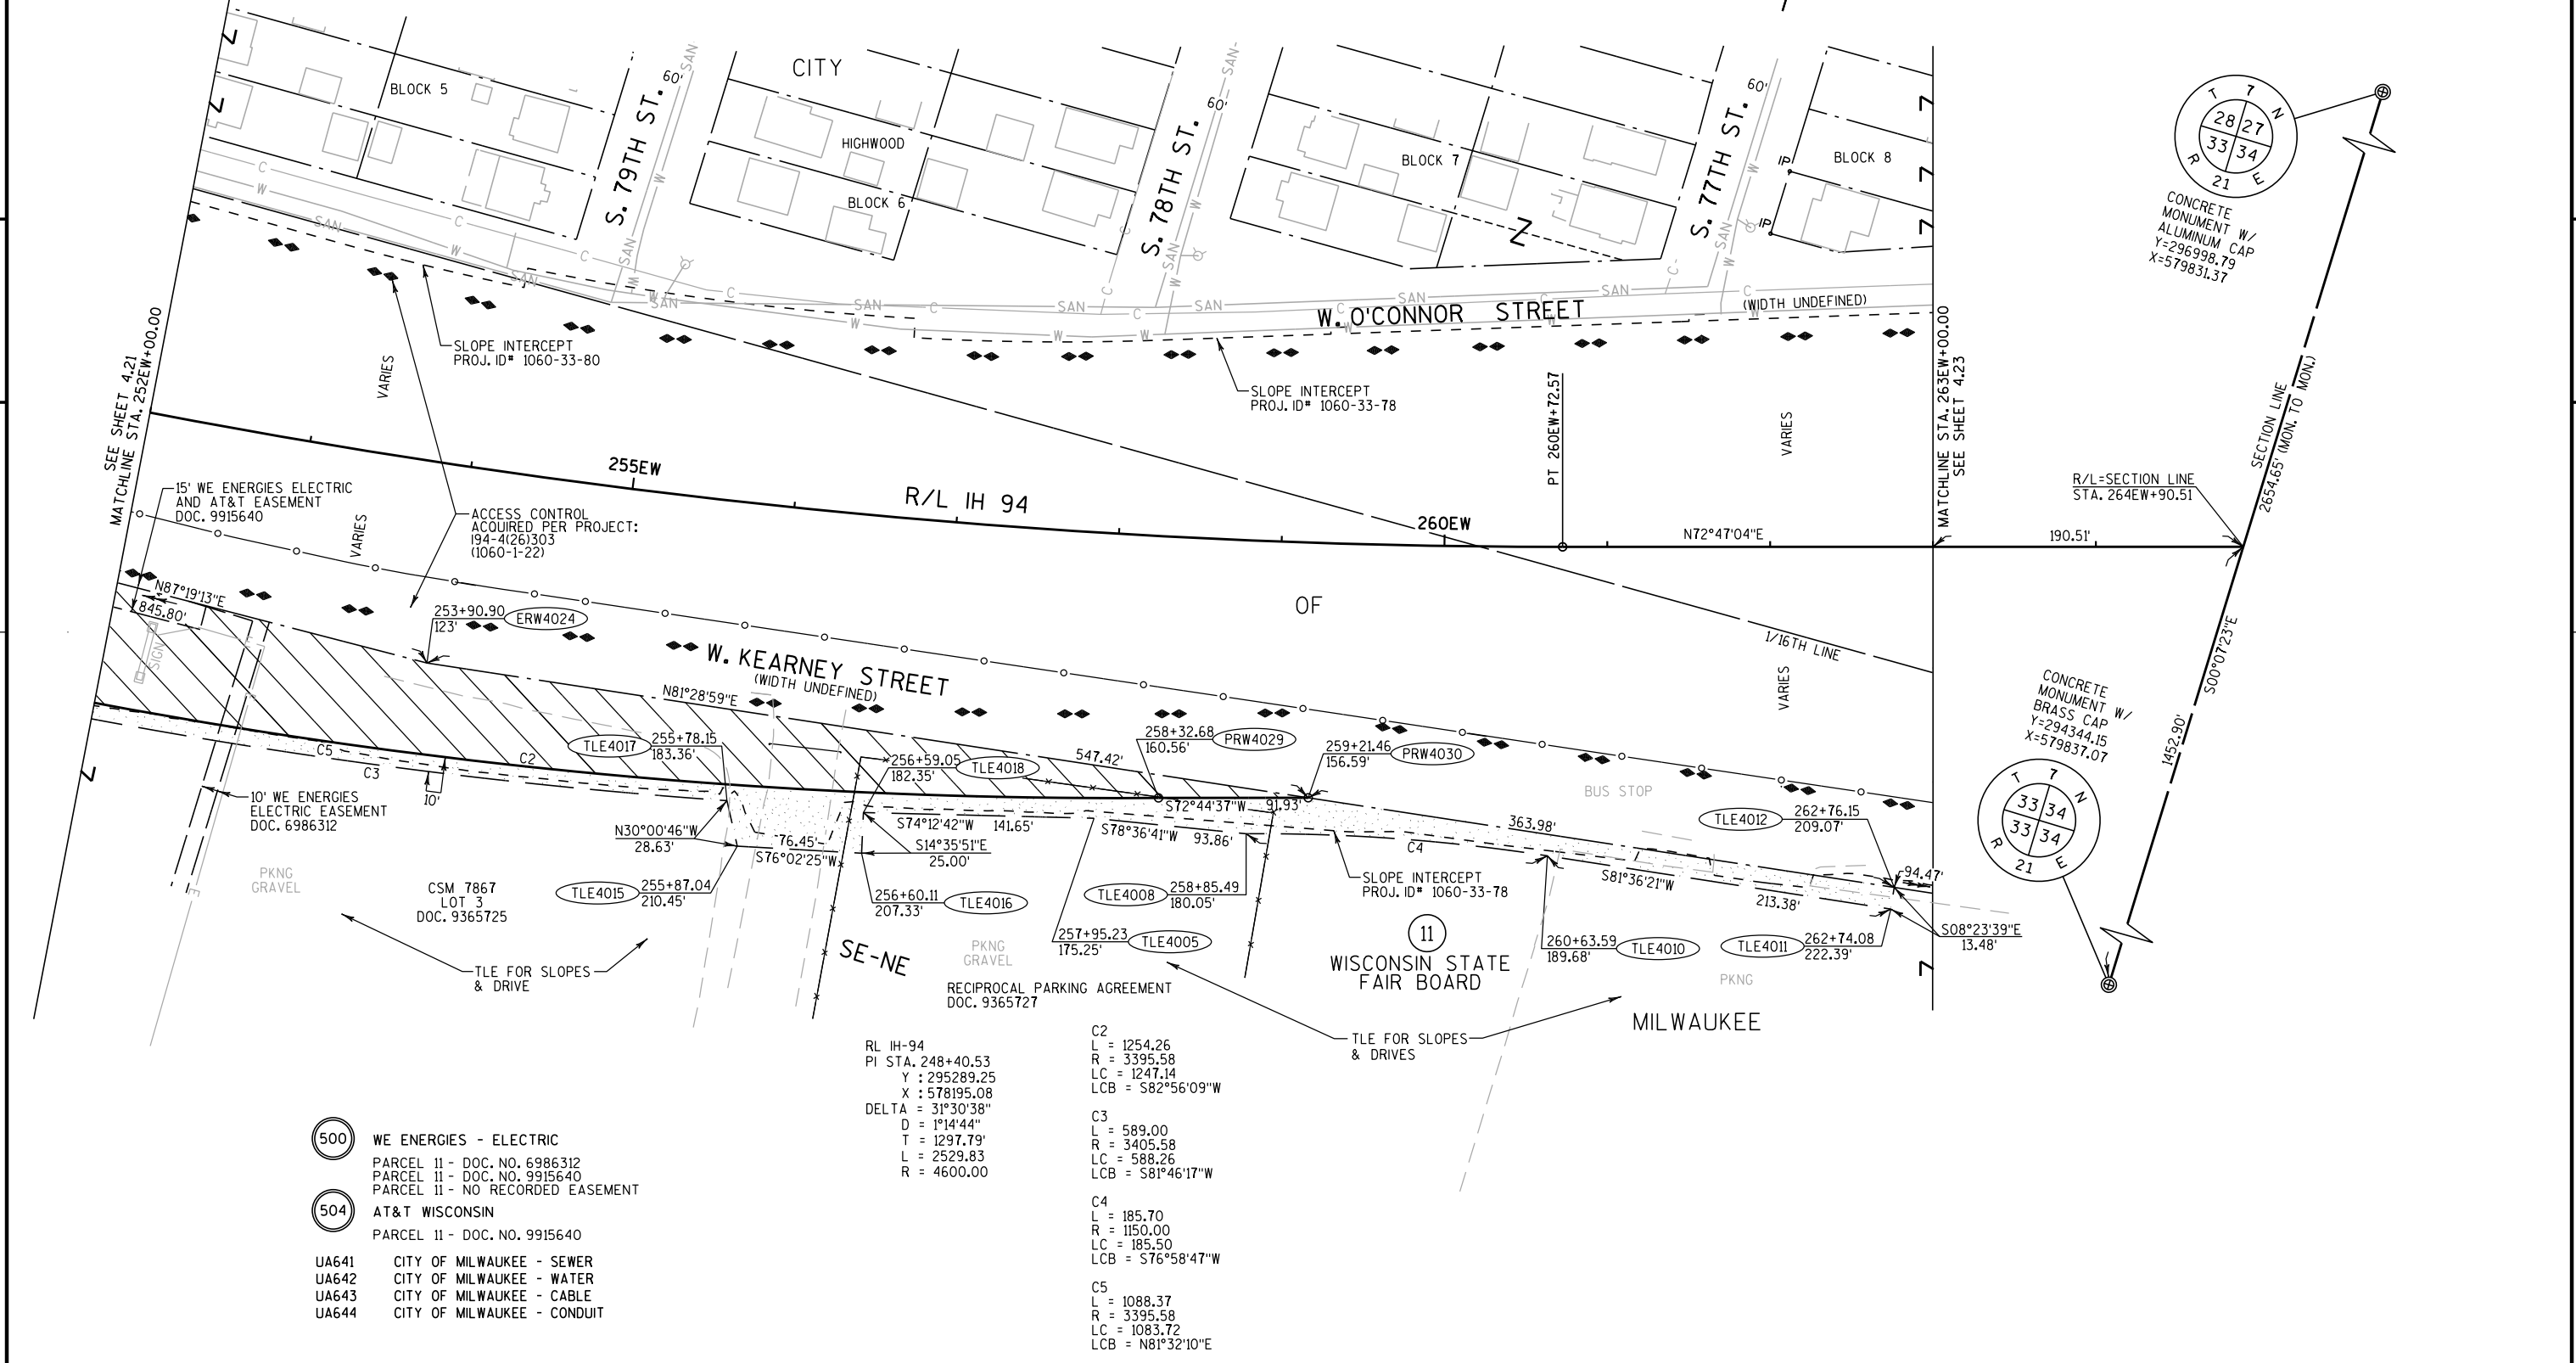 CITY
BLOCK 5
S. 79TH ST.
60'
SAN
HIGHWOOD
BLOCK 6
S. 78TH ST.
60'
SAN
BLOCK 7
Z
S. 77TH ST.
60'
IP
IP
BLOCK 8
T 7 N
28 27
33 34
R 21 E
CONCRETE
MONUMENT W/
ALUMINUM CAP
Y=296998.79
X=579831.37
C
W
SAN
C
W
SAN
C
SAN
W
SAN
W
C
SAN
C
W
SAN
W
C
SAN
W
C
SAN
W
C
SAN
C
SAN
W
C
W. O'CONNOR STREET
(WIDTH UNDEFINED)
SEE SHEET 4.21
MATCHLINE STA. 252EW+00.00
VARIES
SLOPE INTERCEPT
PROJ. ID# 1060-33-80
SLOPE INTERCEPT
PROJ. ID# 1060-33-78
PT 260EW+72.57
VARIES
MATCHLINE STA. 263EW+00.00
SEE SHEET 4.23
SECTION LINE
2654.65' (MON. TO MON.)
R/L=SECTION LINE
STA. 264EW+90.51
255EW
R/L IH 94
260EW
N72°47'04"E
190.51'
15' WE ENERGIES ELECTRIC
AND AT&T EASEMENT
DOC. 9915640
VARIES
ACCESS CONTROL
ACQUIRED PER PROJECT:
I94-4(26)303
(1060-1-22)
N87°19'13"E
845.80'
SIGN
253+90.90
123'
ERW4024
OF
1/16TH LINE
VARIES
S00°07'23"E
1452.90'
W. KEARNEY STREET
(WIDTH UNDEFINED)
N81°28'59"E
CONCRETE
MONUMENT W/
BRASS CAP
Y=294344.15
X=579837.07
T 7 N
33 34
33 34
R 21 E
C5
C3
C2
10'
TLE4017
255+78.15
183.36'
256+59.05
182.35'
TLE4018
547.42'
258+32.68
160.56'
PRW4029
259+21.46
156.59'
PRW4030
S72°44'37"W
91.93'
BUS STOP
TLE4012
262+76.15
209.07'
363.98'
10' WE ENERGIES
ELECTRIC EASEMENT
DOC. 6986312
N30°00'46"W
28.63'
76.45'
S76°02'25"W
S74°12'42"W 141.65'
S14°35'51"E
25.00'
S78°36'41"W 93.86'
C4
SLOPE INTERCEPT
PROJ. ID# 1060-33-78
S81°36'21"W
213.38'
94.47'
S08°23'39"E
13.48'
PKNG
GRAVEL
E
CSM 7867
LOT 3
DOC. 9365725
TLE4015
255+87.04
210.45'
256+60.11
207.33'
TLE4016
TLE4008
258+85.49
180.05'
257+95.23
175.25'
TLE4005
11
WISCONSIN STATE
FAIR BOARD
260+63.59
189.68'
TLE4010
TLE4011
262+74.08
222.39'
TLE FOR SLOPES
& DRIVE
SE-NE
PKNG
GRAVEL
RECIPROCAL PARKING AGREEMENT
DOC. 9365727
PKNG
MILWAUKEE
TLE FOR SLOPES
& DRIVES
RL IH-94
PI STA. 248+40.53
Y : 295289.25
X : 578195.08
DELTA = 31°30'38"
D = 1°14'44"
T = 1297.79'
L = 2529.83
R = 4600.00
C2
L = 1254.26
R = 3395.58
LC = 1247.14
LCB = S82°56'09"W
C3
L = 589.00
R = 3405.58
LC = 588.26
LCB = S81°46'17"W
C4
L = 185.70
R = 1150.00
LC = 185.50
LCB = S76°58'47"W
C5
L = 1088.37
R = 3395.58
LC = 1083.72
LCB = N81°32'10"E
500 WE ENERGIES - ELECTRIC
PARCEL 11 - DOC. NO. 6986312
PARCEL 11 - DOC. NO. 9915640
PARCEL 11 - NO RECORDED EASEMENT
504 AT&T WISCONSIN
PARCEL 11 - DOC. NO. 9915640
UA641 CITY OF MILWAUKEE - SEWER
UA642 CITY OF MILWAUKEE - WATER
UA643 CITY OF MILWAUKEE - CABLE
UA644 CITY OF MILWAUKEE - CONDUIT